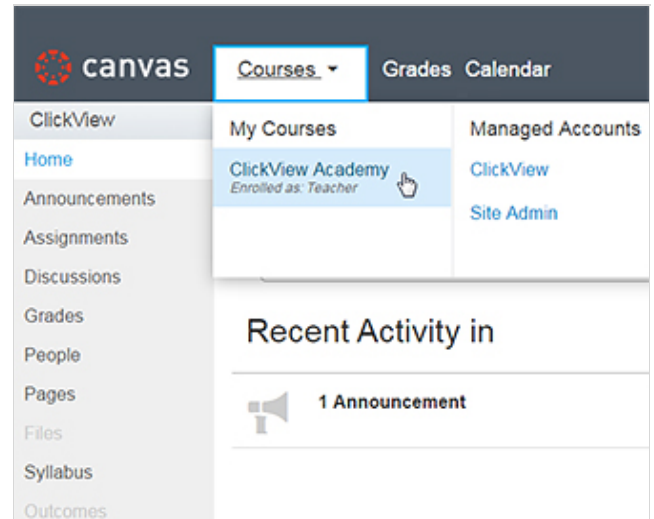 canvas
Courses
Grades
Calendar
ClickView
Home
Announcements
Assignments
Discussions
Grades
People
Pages
Files
Syllabus
Outcomes
My Courses
ClickView Academy
Enrolled as: Teacher
Managed Accounts
ClickView
Site Admin
Recent Activity in
1 Announcement